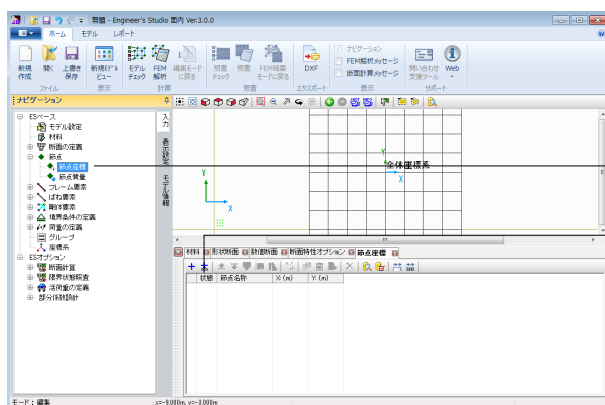 無題 - Engineer's Studio 面内 Ver.3.0.0
ホーム モデル レポート
新規作成 開く 上書き保存 新規モデルビュー モデルチェック FEM解析 編集モードに戻る 照査チェック 照査 FEM結果モードに戻る DXF
ナビゲーション
FEM解析メッセージ
断面計算メッセージ
問い合わせ支援ツール Web
ファイル 表示 計算 照査 エクスポート 表示 サポート
ナビゲーション
ESベース
モデル設定
材料
断面の定義
節点
節点座標
節点質量
フレーム要素
ばね要素
剛体要素
境界条件の定義
荷重の定義
グループ
座標系
ESオプション
断面計算
限界状態照査
活荷重の定義
部分係数設計
入力
表示設定
モデル情報
Y
X
Y
全体座標系
X
材料 形状断面 数値断面 断面特性オプション 節点座標
状態 節点名称 X (m) Y (m)
モード: 編集 x=-9.000m, y=-3.000m